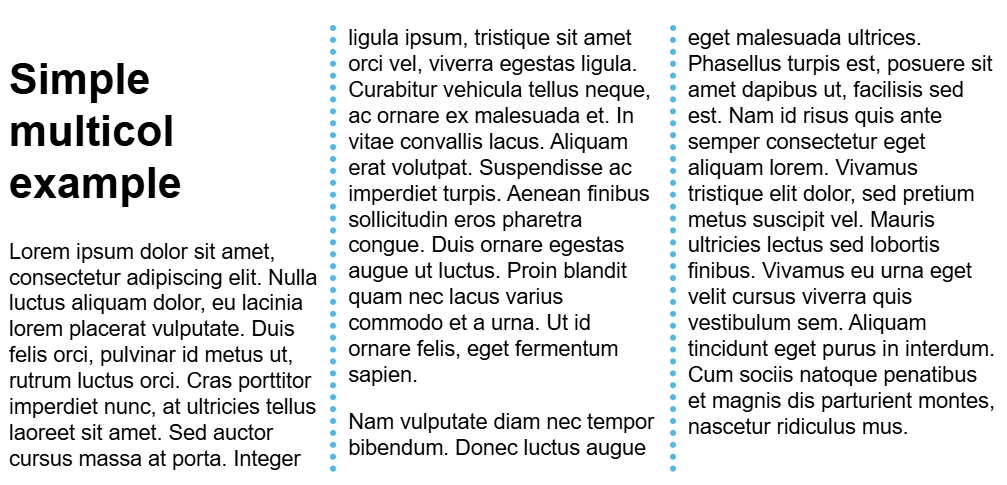 Simple
multicol
example
Lorem ipsum dolor sit amet,
consectetur adipiscing elit. Nulla
luctus aliquam dolor, eu lacinia
lorem placerat vulputate. Duis
felis orci, pulvinar id metus ut,
rutrum luctus orci. Cras porttitor
imperdiet nunc, at ultricies tellus
laoreet sit amet. Sed auctor
cursus massa at porta. Integer
ligula ipsum, tristique sit amet
orci vel, viverra egestas ligula.
Curabitur vehicula tellus neque,
ac ornare ex malesuada et. In
vitae convallis lacus. Aliquam
erat volutpat. Suspendisse ac
imperdiet turpis. Aenean finibus
sollicitudin eros pharetra
congue. Duis ornare egestas
augue ut luctus. Proin blandit
quam nec lacus varius
commodo et a urna. Ut id
ornare felis, eget fermentum
sapien.
Nam vulputate diam nec tempor
bibendum. Donec luctus augue
eget malesuada ultrices.
Phasellus turpis est, posuere sit
amet dapibus ut, facilisis sed
est. Nam id risus quis ante
semper consectetur eget
aliquam lorem. Vivamus
tristique elit dolor, sed pretium
metus suscipit vel. Mauris
ultricies lectus sed lobortis
finibus. Vivamus eu urna eget
velit cursus viverra quis
vestibulum sem. Aliquam
tincidunt eget purus in interdum.
Cum sociis natoque penatibus
et magnis dis parturient montes,
nascetur ridiculus mus.